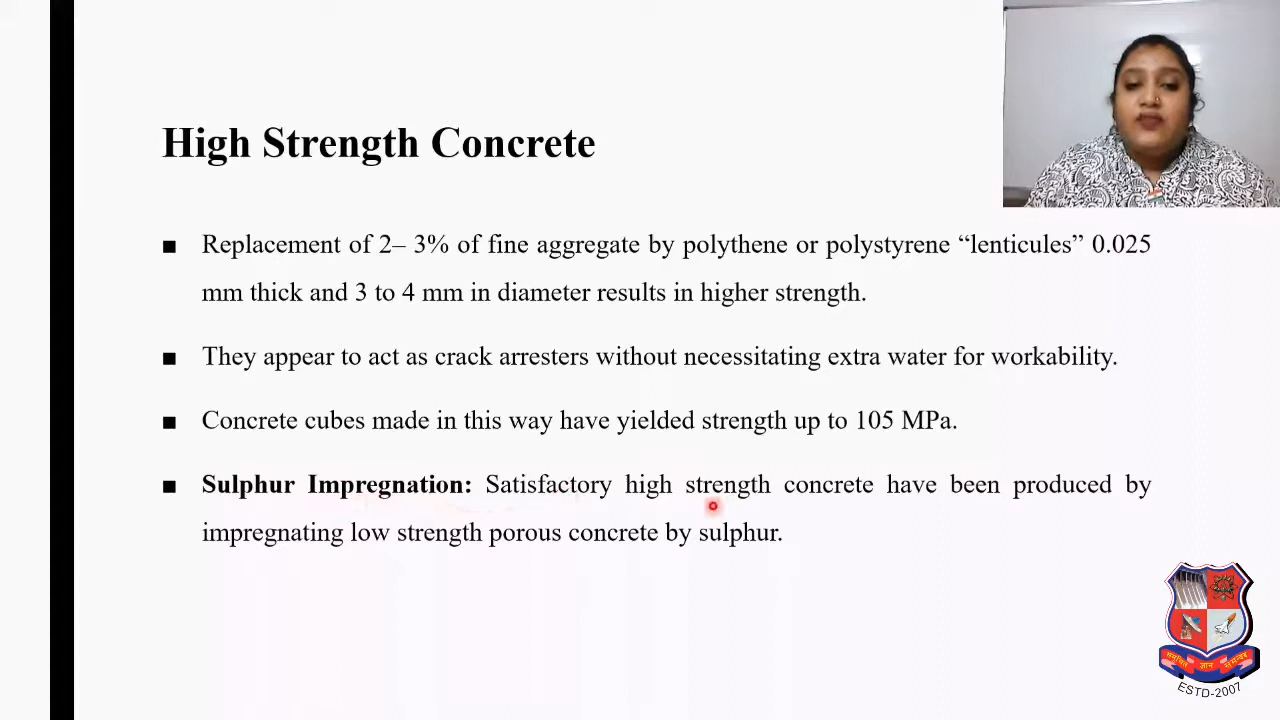 High Strength Concrete
■ Replacement of 2– 3% of fine aggregate by polythene or polystyrene “lenticules” 0.025
mm thick and 3 to 4 mm in diameter results in higher strength.
■ They appear to act as crack arresters without necessitating extra water for workability.
■ Concrete cubes made in this way have yielded strength up to 105 MPa.
■ Sulphur Impregnation: Satisfactory high strength concrete have been produced by
impregnating low strength porous concrete by sulphur.
ESTD-2007